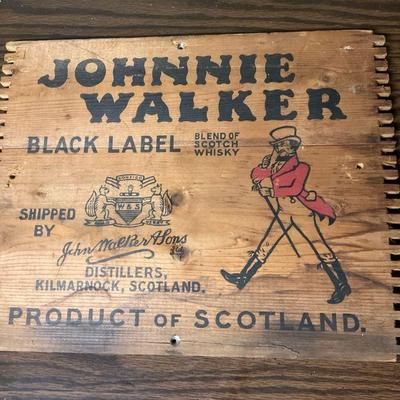 JOHNNIE
WALKER
BLACK LABEL
BLEND OF
SCOTCH
WHISKY
SHIPPED
BY
W&S
John Walker & Sons
Ltd
DISTILLERS,
KILMARNOCK, SCOTLAND.
PRODUCT OF SCOTLAND.